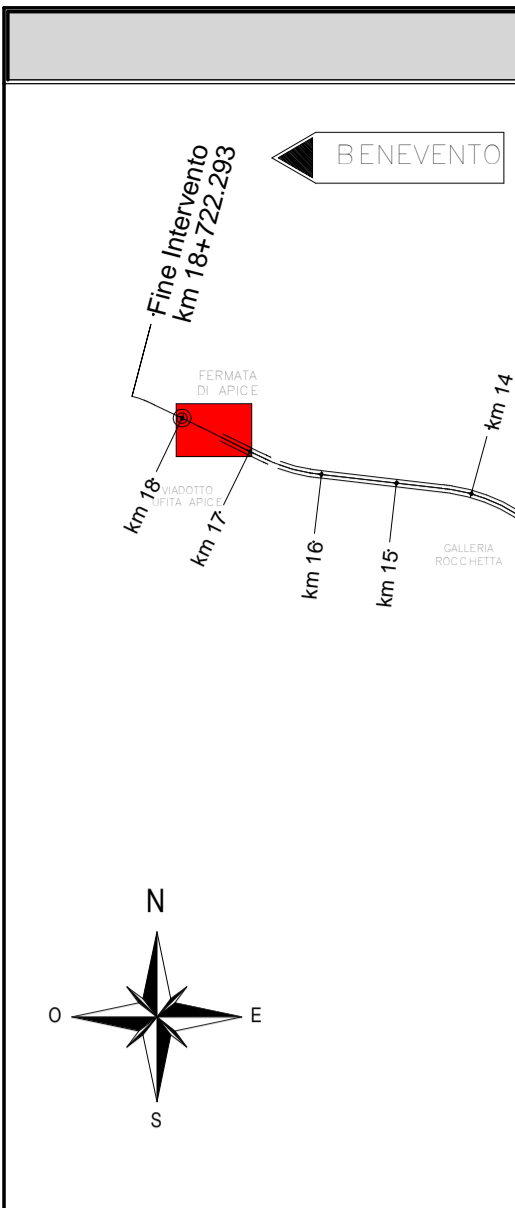 BENEVENTO
Fine Intervento
km 18+722.293
FERMATA
DI APICE
km 14
km 18
VIADOTTO
UFITA APICE
km 17
km 16
km 15
GALLERIA
ROCCHETTA
N
O
E
S